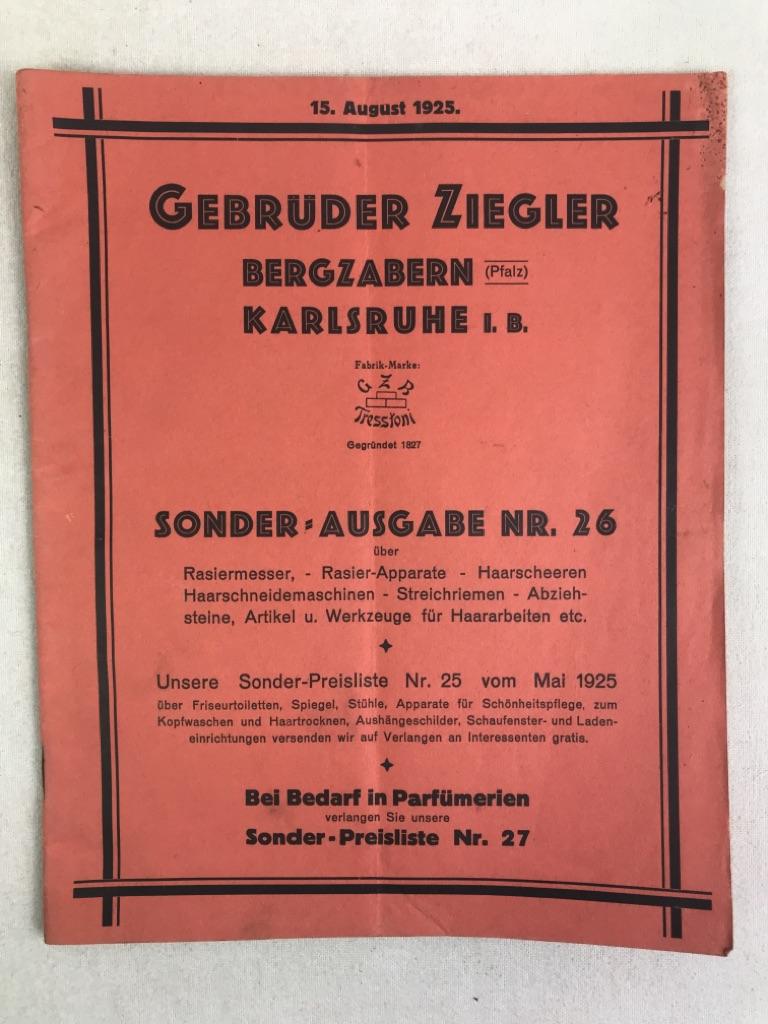 15. August 1925.
GEBRÜDER ZIEGLER
BERGZABERN (Pfalz)
KARLSRUHE I. B.
Fabrik-Marke:
G Z B
Tresstoni
Gegründet 1827
SONDER-AUSGABE NR. 26
über
Rasiermesser, - Rasier-Apparate - Haarscheeren
Haarschneidemaschinen - Streichriemen - Abzieh-
steine, Artikel u. Werkzeuge für Haararbeiten etc.
Unsere Sonder-Preisliste Nr. 25 vom Mai 1925
über Friseurtoiletten, Spiegel, Stühle, Apparate für Schönheitspflege, zum
Kopfwaschen und Haartrocknen, Aushängeschilder, Schaufenster- und Laden-
einrichtungen versenden wir auf Verlangen an Interessenten gratis.
Bei Bedarf in Parfümerien
verlangen Sie unsere
Sonder-Preisliste Nr. 27